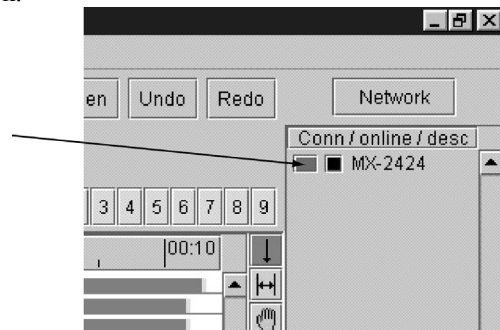 n.
en Undo Redo Network
Conn / online / desc
MX-2424
3 4 5 6 7 8 9
00:10